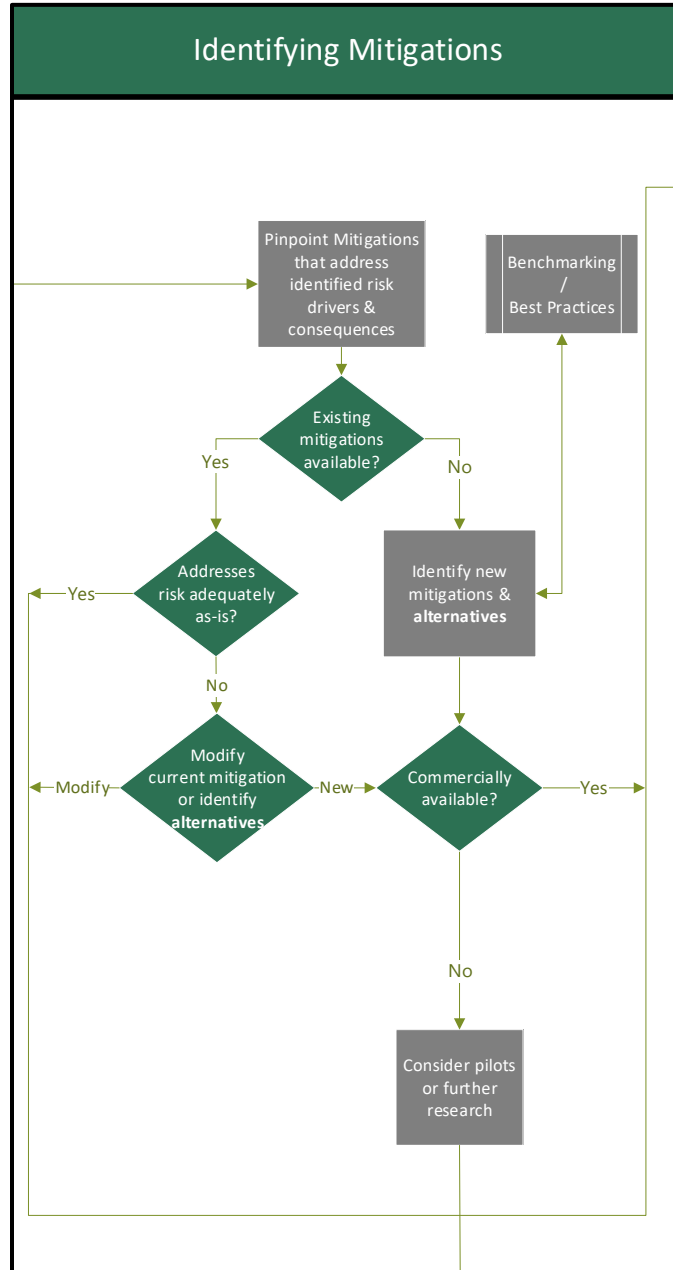 Identifying Mitigations
Pinpoint Mitigations
that address
identified risk
drivers &
consequences
Benchmarking
/
Best Practices
Existing
mitigations
available?
Yes
No
Addresses
risk adequately
as-is?
Yes
Identify new
mitigations &
alternatives
No
Modify
current mitigation
or identify
alternatives
Modify
New
Commercially
available?
Yes
No
Consider pilots
or further
research